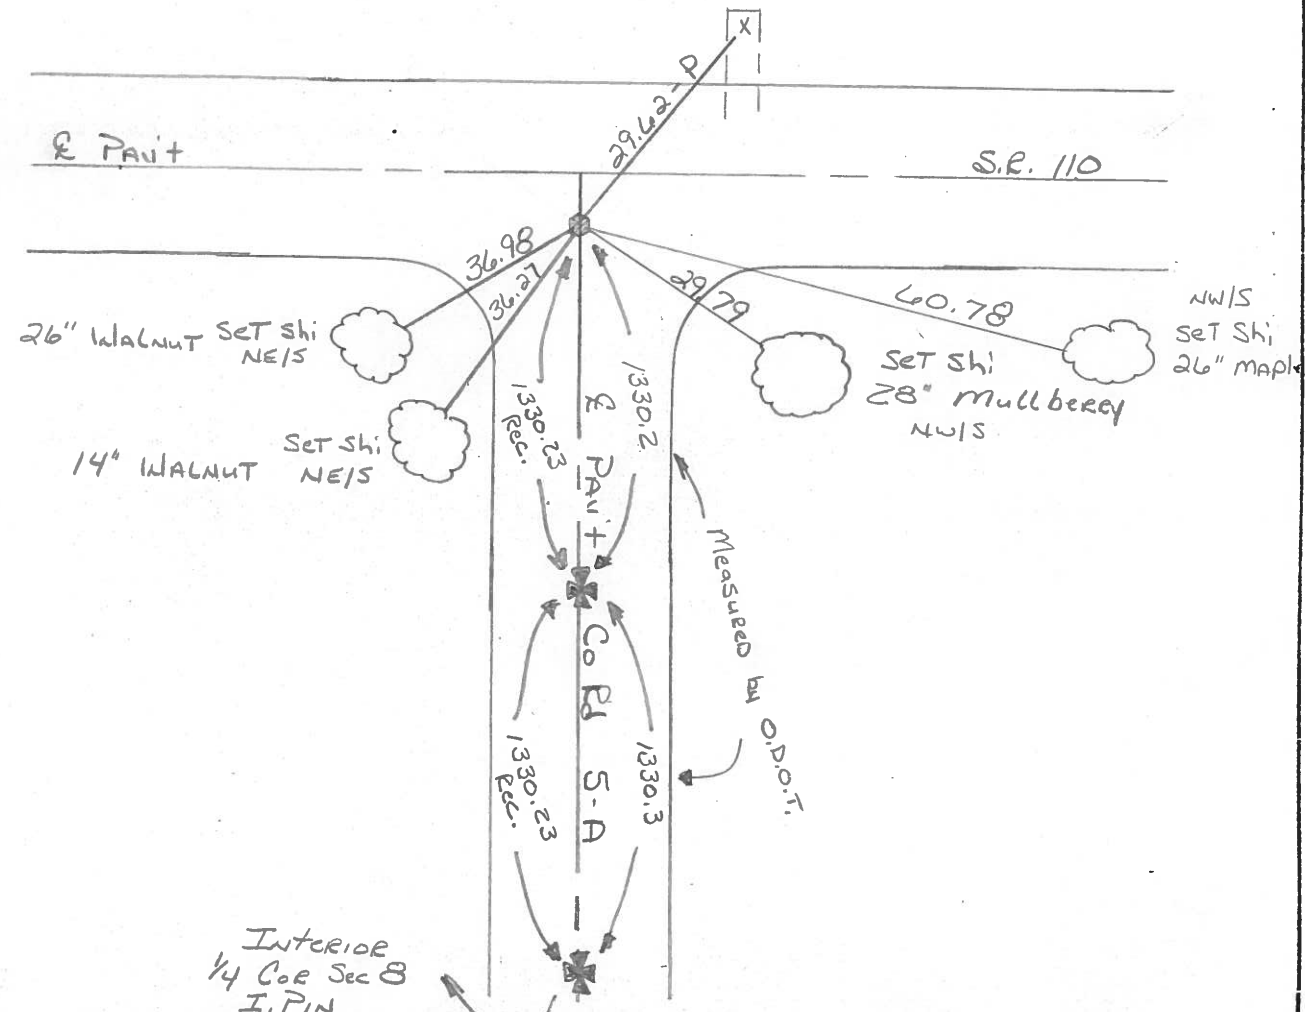 X
29.62-P
℄ PAV't
S.R. 110
36.98
36.27
29.79
60.78
26" WALNUT SeT Shi
NE/S
NW/S
SeT Shi
26" MAPL
SeT Shi
28" Mullberry
NW/S
14" WALNUT SeT Shi
NE/S
1330.23
Rec.
1330.2
℄ PAV't Co Rd 5-A
Measured by O.D.O.T.
1330.23
Rec.
1330.3
INTERIOR
1/4 COR Sec 8
I. PIN